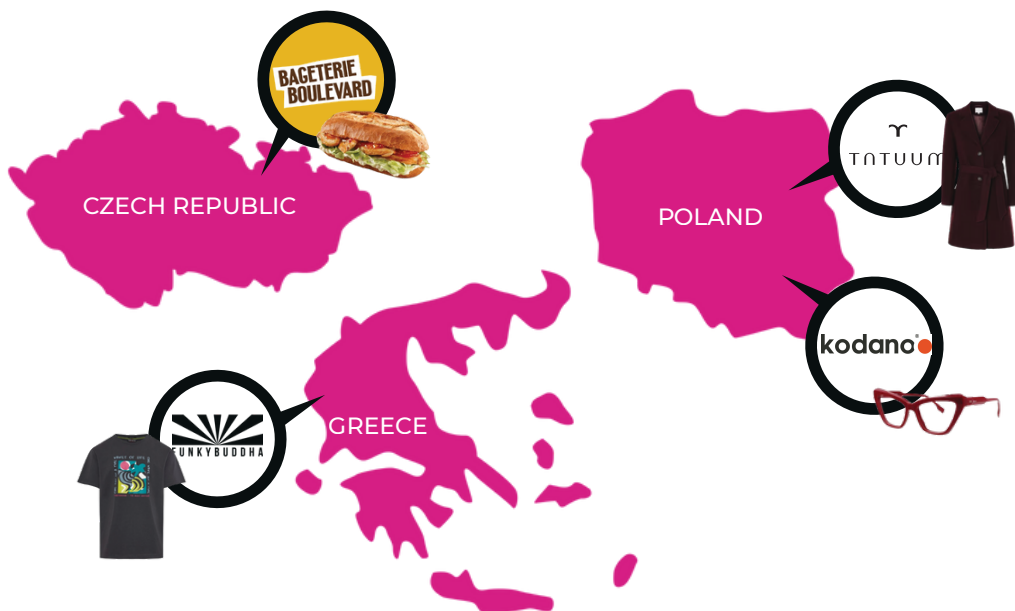 BAGETERIE
BOULEVARD
CZECH REPUBLIC
TATUUM
POLAND
kodano
FUNKYBUDDHA
GREECE